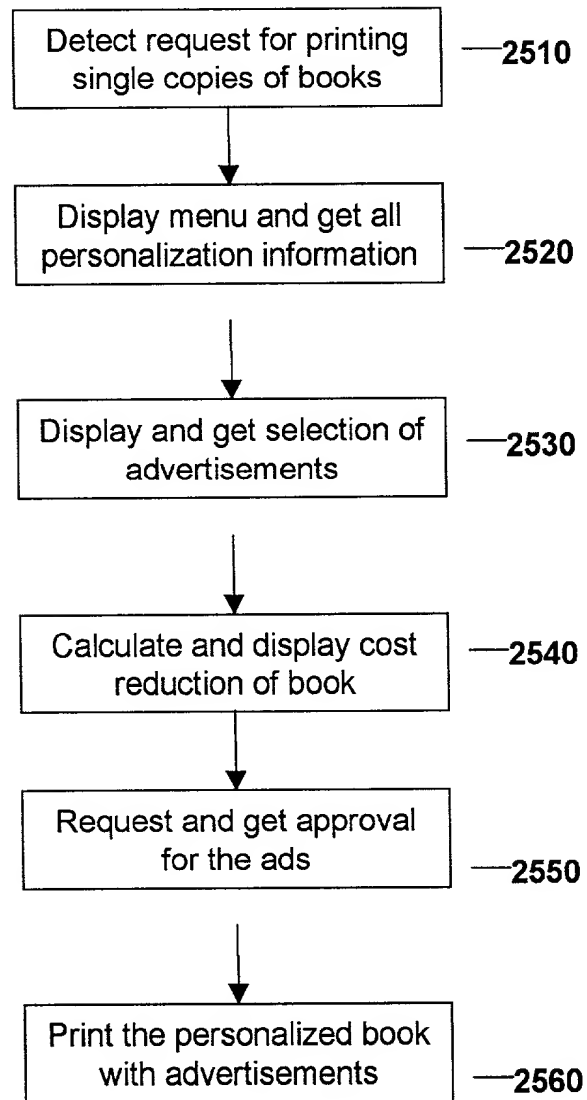 Detect request for printing
single copies of books
2510
Display menu and get all
personalization information
2520
Display and get selection of
advertisements
2530
Calculate and display cost
reduction of book
2540
Request and get approval
for the ads
2550
Print the personalized book
with advertisements
2560